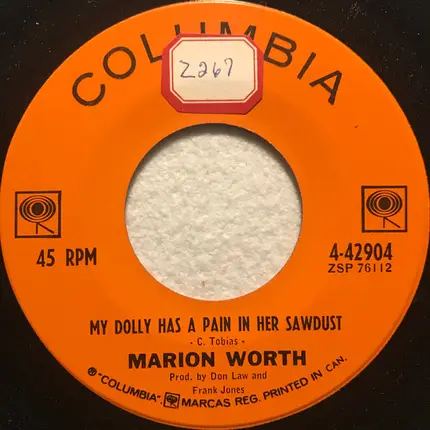 COLUMBIA
Z267
45 RPM
4-42904
ZSP 76112
MY DOLLY HAS A PAIN IN HER SAWDUST
- C. Tobias -
MARION WORTH
Prod. by Don Law and
Frank Jones
® "COLUMBIA", MARCAS REG. PRINTED IN CAN.